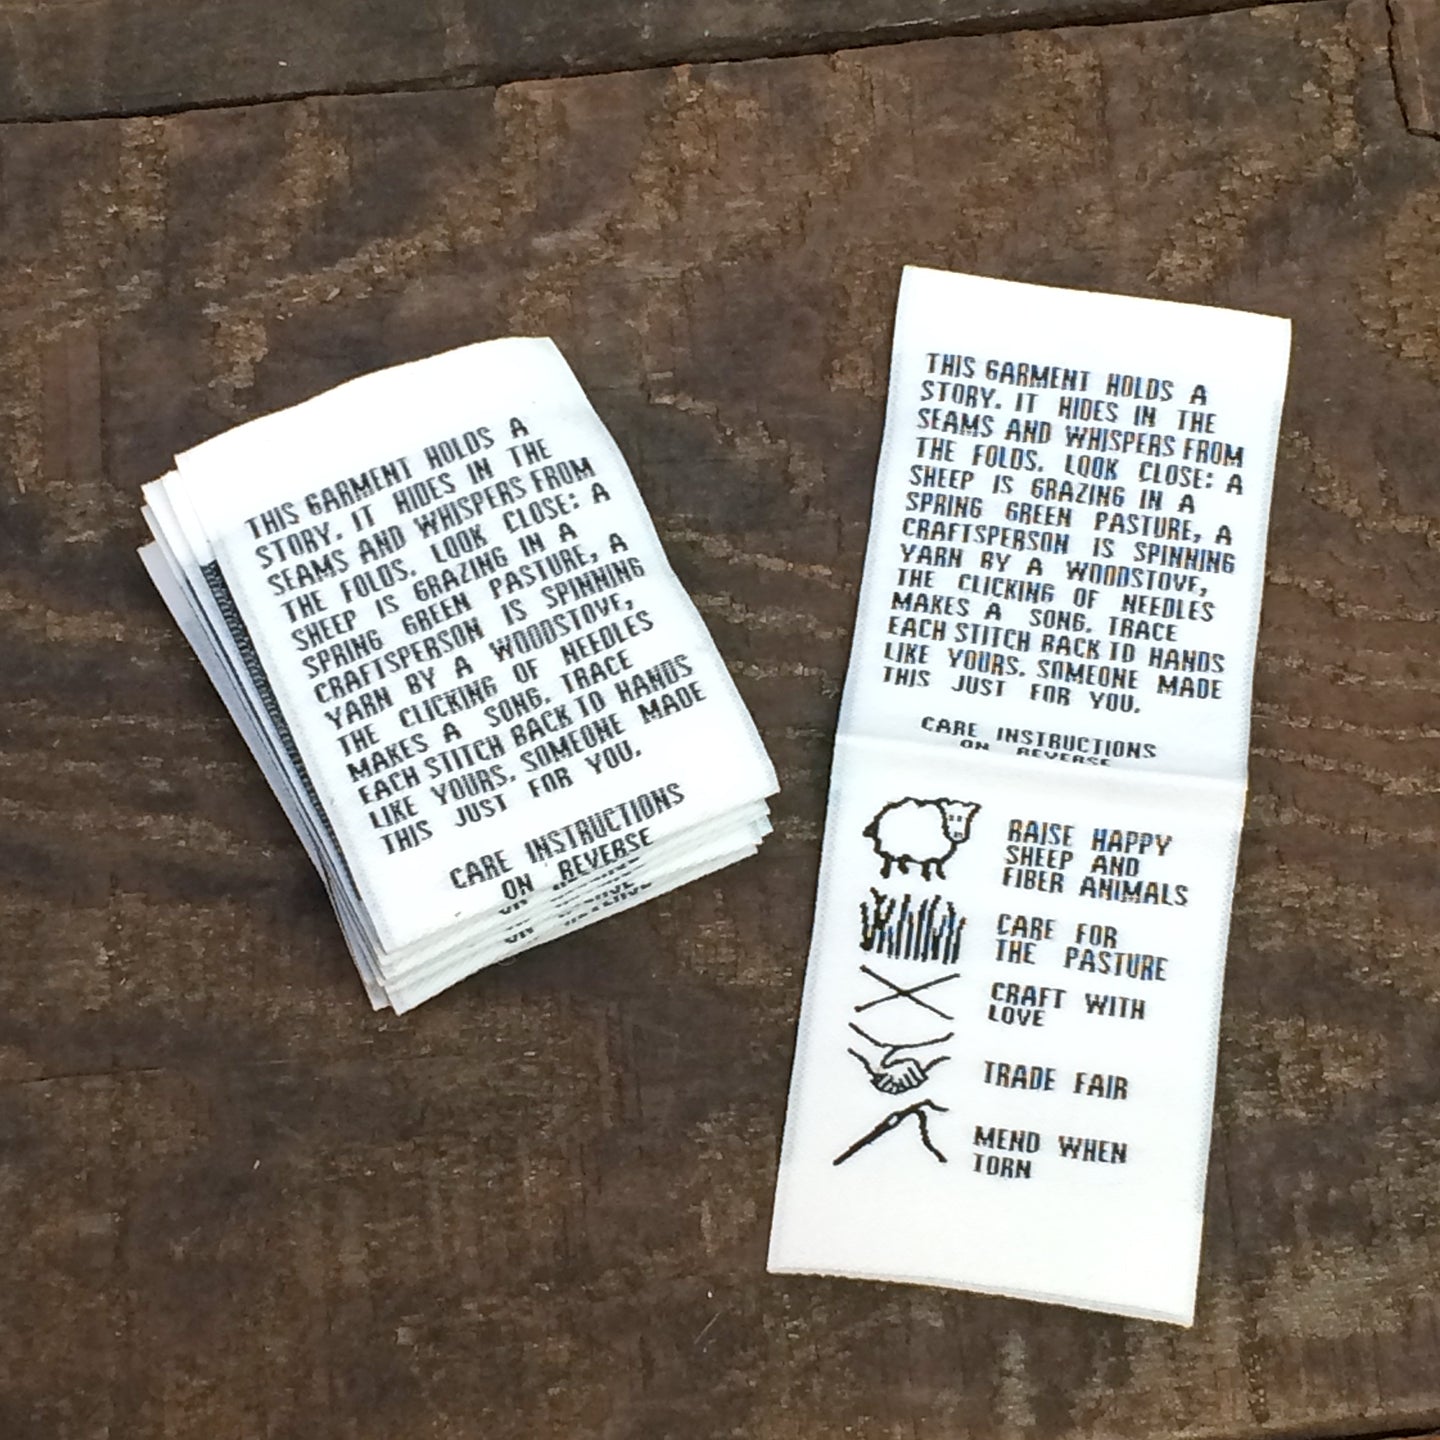 THIS GARMENT HOLDS A
STORY. IT HIDES IN THE
SEAMS AND WHISPERS FROM
THE FOLDS. LOOK CLOSE: A
SHEEP IS GRAZING IN A
SPRING GREEN PASTURE, A
CRAFTSPERSON IS SPINNING
YARN BY A WOODSTOVE,
THE CLICKING OF NEEDLES
MAKES A SONG. TRACE
EACH STITCH BACK TO HANDS
LIKE YOURS. SOMEONE MADE
THIS JUST FOR YOU.
CARE INSTRUCTIONS
ON REVERSE
THIS GARMENT HOLDS A
STORY. IT HIDES IN THE
SEAMS AND WHISPERS FROM
THE FOLDS. LOOK CLOSE: A
SHEEP IS GRAZING IN A
SPRING GREEN PASTURE, A
CRAFTSPERSON IS SPINNING
YARN BY A WOODSTOVE,
THE CLICKING OF NEEDLES
MAKES A SONG. TRACE
EACH STITCH BACK TO HANDS
LIKE YOURS. SOMEONE MADE
THIS JUST FOR YOU.
CARE INSTRUCTIONS
ON REVERSE
RAISE HAPPY
SHEEP AND
FIBER ANIMALS
CARE FOR
THE PASTURE
CRAFT WITH
LOVE
TRADE FAIR
MEND WHEN
TORN